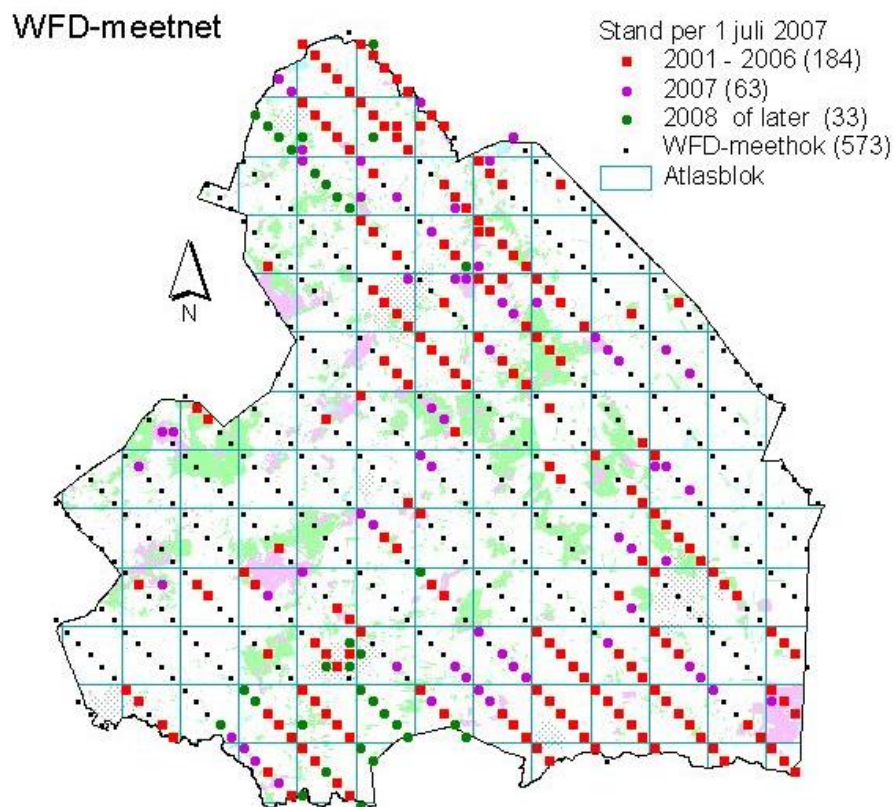 WFD-meetnet
Stand per 1 juli 2007
2001 - 2006 (184)
2007 (63)
2008 of later (33)
WFD-meethok (573)
Atlasblok
N